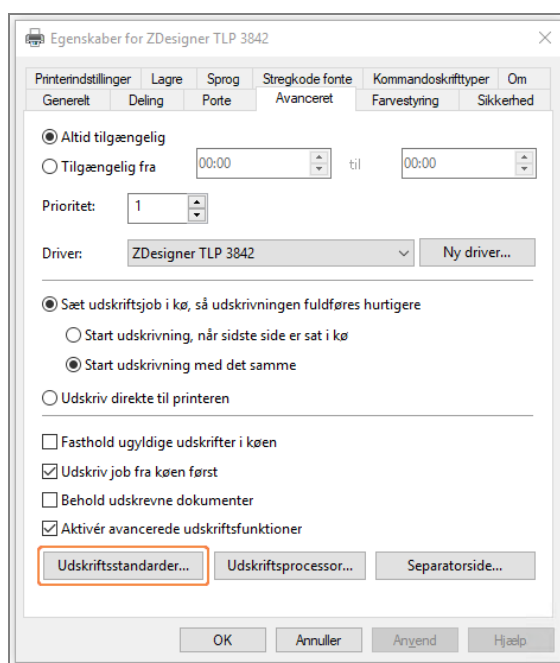 Egenskaber for ZDesigner TLP 3842
Printerindstillinger Lagre Sprog Stregkode fonte Kommandoskrifttyper Om
Generelt Deling Porte Avanceret Farvestyring Sikkerhed
Altid tilgængelig
Tilgængelig fra 00:00 til 00:00
Prioritet: 1
Driver: ZDesigner TLP 3842 Ny driver...
Sæt udskriftsjob i kø, så udskrivningen fuldføres hurtigere
Start udskrivning, når sidste side er sat i kø
Start udskrivning med det samme
Udskriv direkte til printeren
Fasthold ugyldige udskrifter i køen
Udskriv job fra køen først
Behold udskrevne dokumenter
Aktivér avancerede udskriftsfunktioner
Udskriftsstandarder... Udskriftsprocessor... Separatorside...
OK Annuller Anvend Hjælp